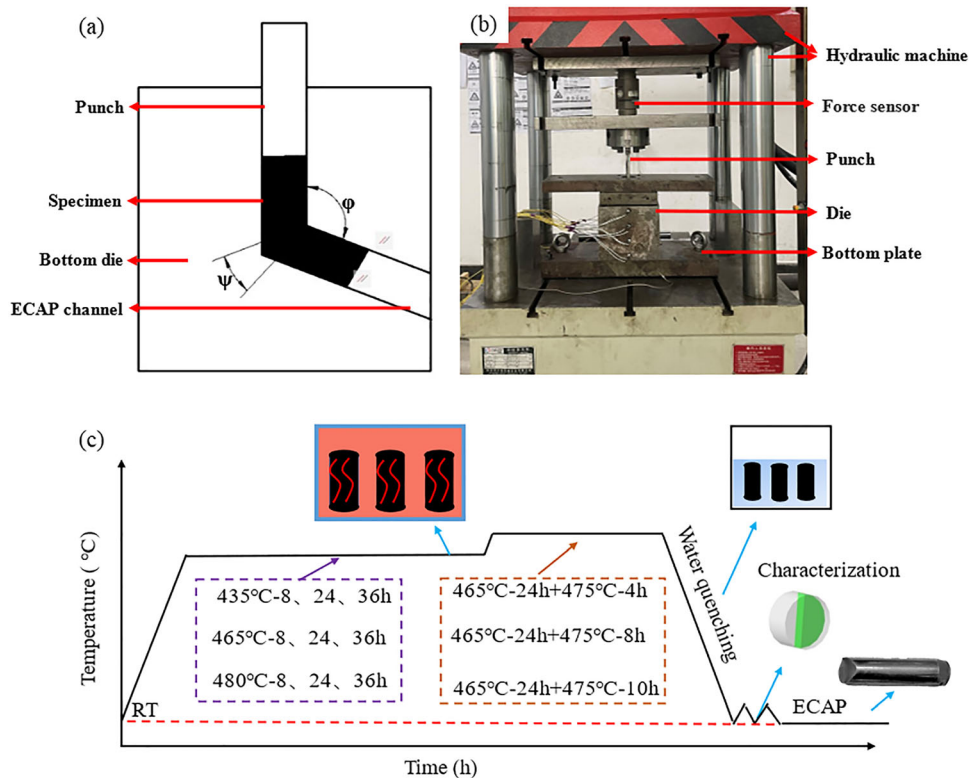 (a)
Punch
Specimen
Bottom die
ECAP channel
φ
ψ
(b)
Hydraulic machine
Force sensor
Punch
Die
Bottom plate
(c)
Temperature (℃)
RT
435℃-8、24、36h
465℃-8、24、36h
480℃-8、24、36h
465℃-24h+475℃-4h
465℃-24h+475℃-8h
465℃-24h+475℃-10h
Water quenching
Characterization
ECAP
Time (h)